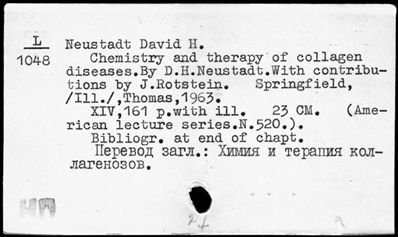 L
1048
Neustadt David H.
Chemistry and therapy of collagen
diseases.By D.H.Neustadt.With contribu-
tions by J.Rotstein. Springfield,
/Ill./,Thomas,1963.
XIV,161 p.with ill. 23 CM. (Ame-
rican lecture series.N.520.).
Bibliogr. at end of chapt.
Перевод загл.: Химия и терапия кол-
лагенозов.
НП